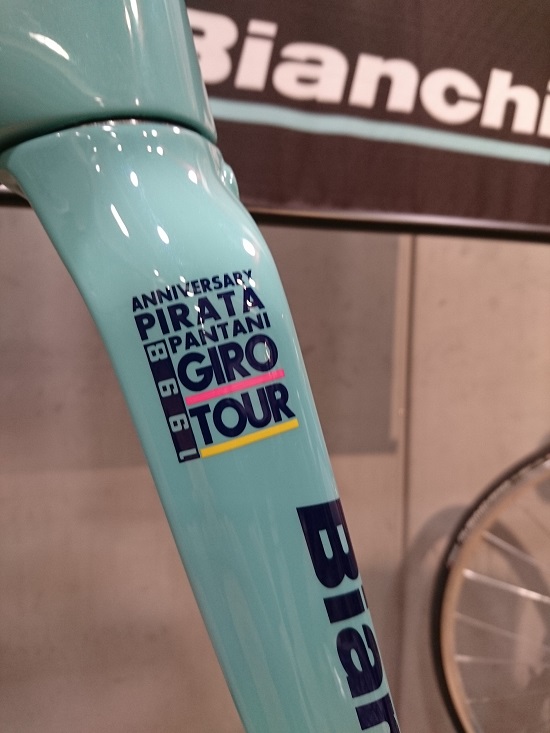 Bianchi
ANNIVERSARY
PIRATA
PANTANI
GIRO
TOUR
1998
Bian